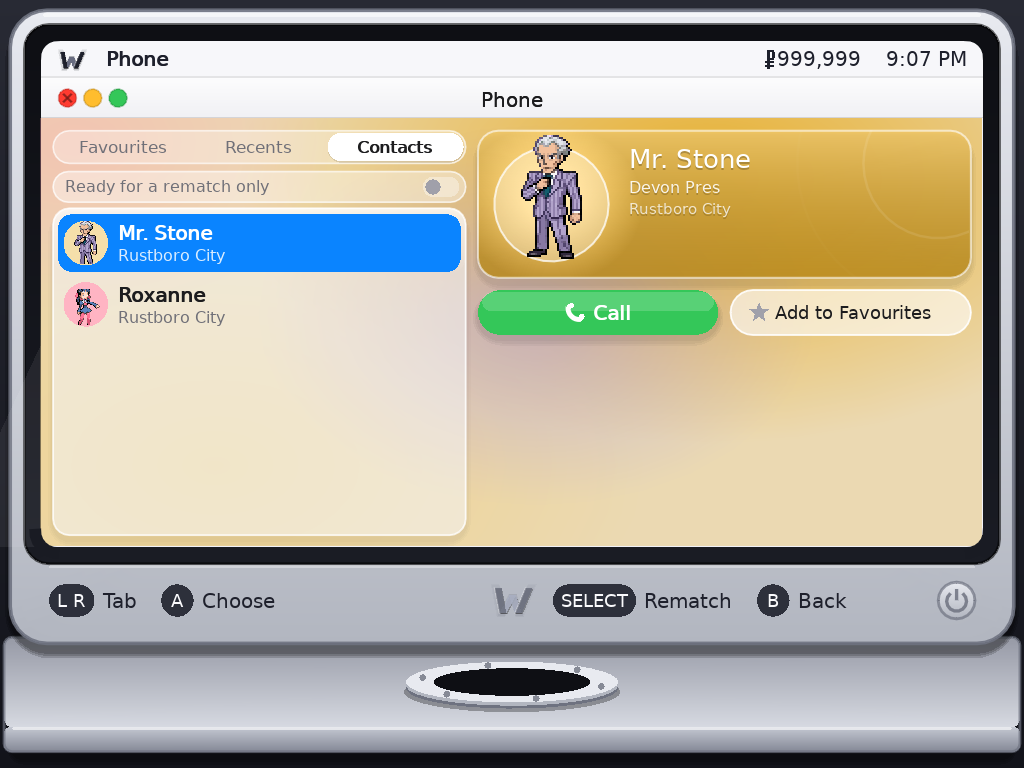 W Phone
₽999,999 9:07 PM
Phone
Favourites Recents Contacts
Ready for a rematch only
Mr. Stone
Rustboro City
Roxanne
Rustboro City
Mr. Stone
Devon Pres
Rustboro City
Call
Add to Favourites
L R Tab A Choose W SELECT Rematch B Back